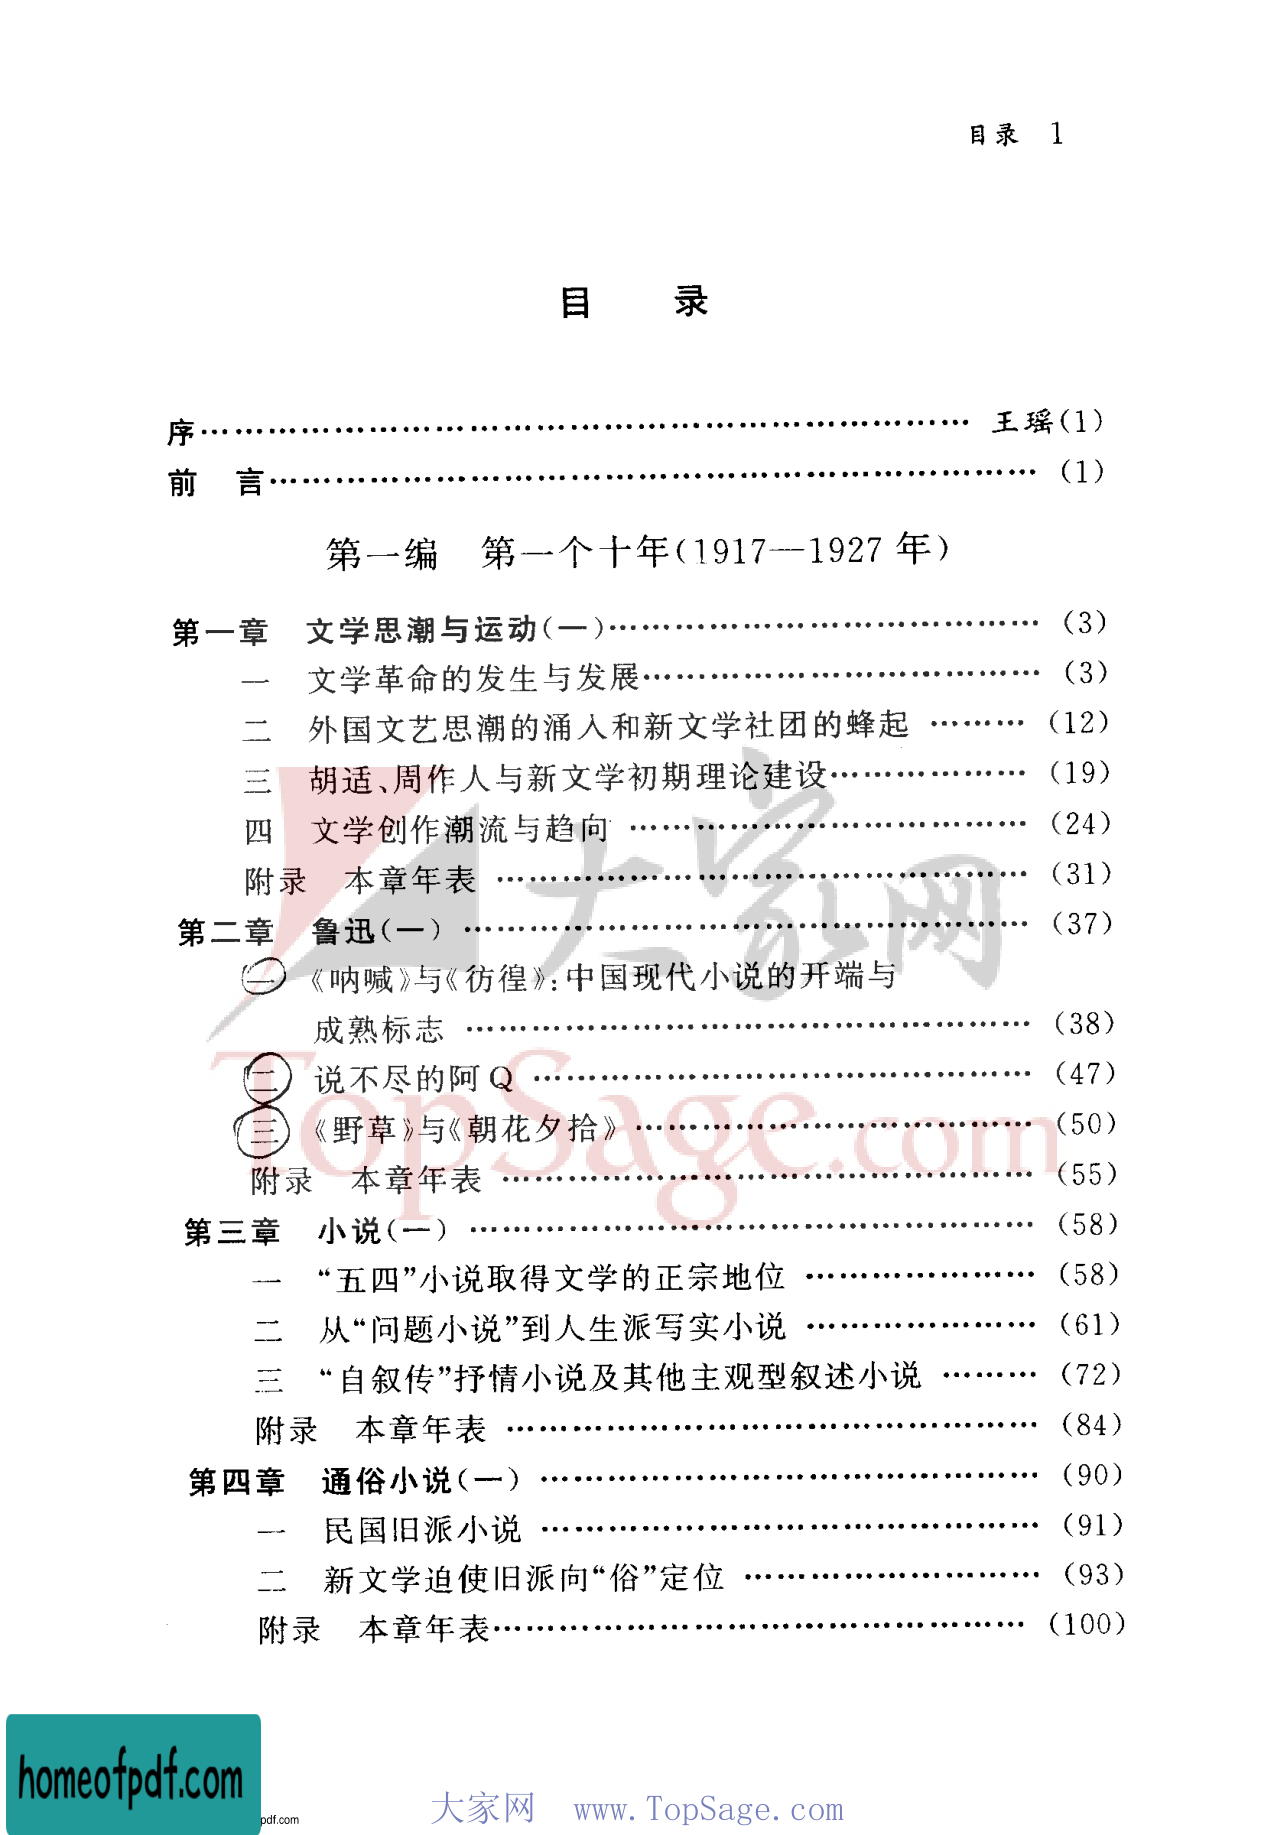 目录 1
目 录
序…………………………………………………………… 王瑶(1)
前 言…………………………………………………………… (1)
第一编 第一个十年(1917—1927 年)
第一章 文学思潮与运动(一)………………………………… (3)
一 文学革命的发生与发展……………………………… (3)
二 外国文艺思潮的涌入和新文学社团的蜂起 ……… (12)
三 胡适、周作人与新文学初期理论建设……………… (19)
四 文学创作潮流与趋向 ……………………………… (24)
附录 本章年表 ………………………………………… (31)
第二章 鲁迅(一) …………………………………………… (37)
一 《呐喊》与《彷徨》:中国现代小说的开端与
成熟标志 …………………………………………… (38)
二 说不尽的阿 Q ……………………………………… (47)
三 《野草》与《朝花夕拾》……………………………… (50)
附录 本章年表 ………………………………………… (55)
第三章 小说(一) …………………………………………… (58)
一 “五四”小说取得文学的正宗地位 ………………… (58)
二 从“问题小说”到人生派写实小说 ………………… (61)
三 “自叙传”抒情小说及其他主观型叙述小说 ……… (72)
附录 本章年表 ………………………………………… (84)
第四章 通俗小说(一) ……………………………………… (90)
一 民国旧派小说 ……………………………………… (91)
二 新文学迫使旧派向“俗”定位 ……………………… (93)
附录 本章年表………………………………………… (100)
大家网
TopSage.com
homeofpdf.com
pdf.com
大家网 www.TopSage.com